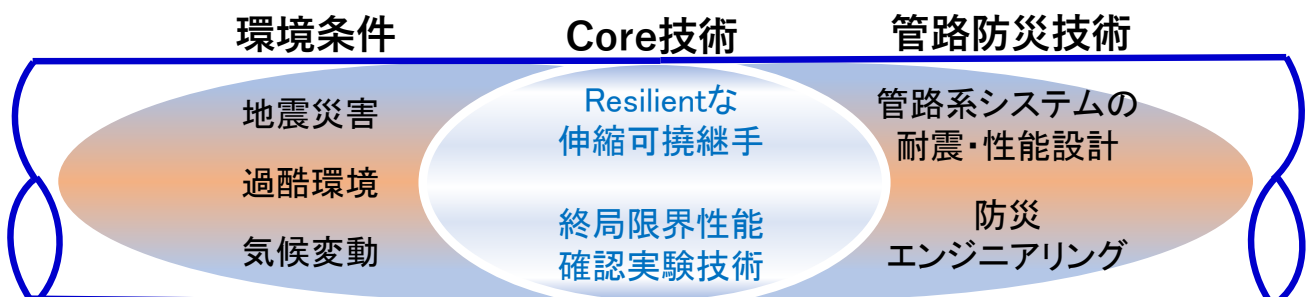 環境条件
Core技術
管路防災技術
地震災害
過酷環境
気候変動
Resilientな
伸縮可撓継手
終局限界性能
確認実験技術
管路系システムの
耐震・性能設計
防災
エンジニアリング